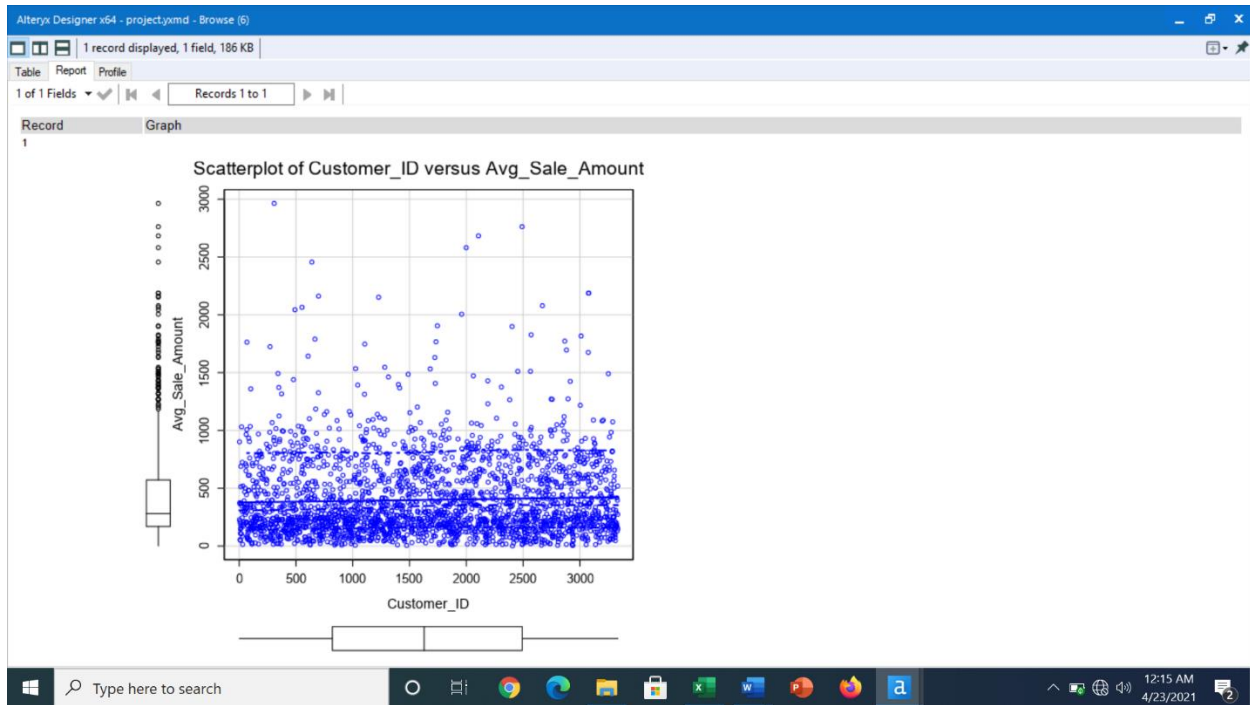 Alteryx Designer x64 - project.yxmd - Browse (6)
1 record displayed, 1 field, 186 KB
Table Report Profile
1 of 1 Fields Records 1 to 1
Record Graph
1
Scatterplot of Customer_ID versus Avg_Sale_Amount
3000
2500
2000
1500
1000
500
0
Avg_Sale_Amount
0 500 1000 1500 2000 2500 3000
Customer_ID
Type here to search
12:15 AM
4/23/2021
2